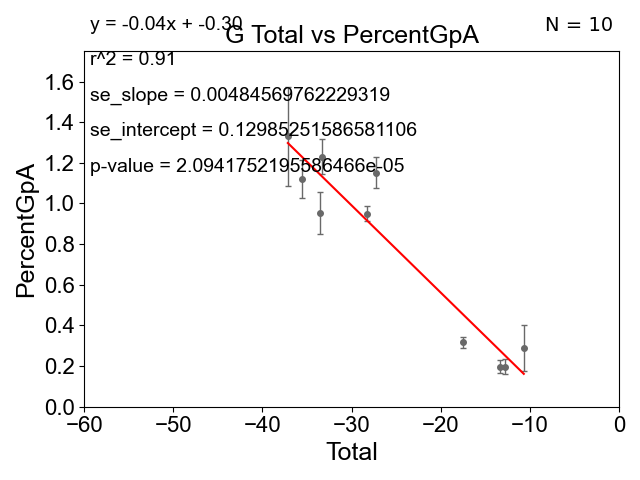 y = -0.04x + -0.30
N = 10
G Total vs PercentGpA
r^2 = 0.91
se_slope = 0.00484569762229319
se_intercept = 0.12985251586581106
p-value = 2.0941752195586466e-05
PercentGpA
1.6
1.4
1.2
1.0
0.8
0.6
0.4
0.2
0.0
−60 −50 −40 −30 −20 −10 0
Total